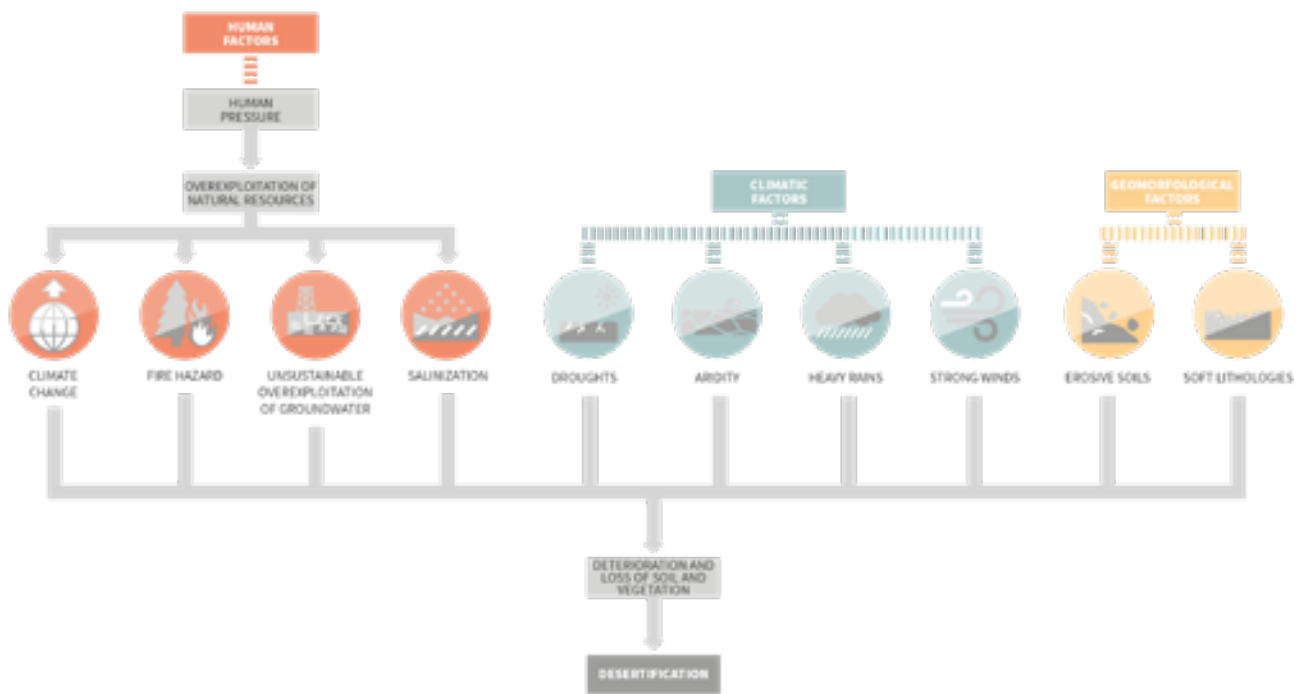 HUMAN
FACTORS
HUMAN
PRESSURE
OVEREXPLOITATION OF
NATURAL RESOURCES
CLIMATIC
FACTORS
GEOMORFOLOGICAL
FACTORS
CLIMATE
CHANGE
FIRE HAZARD
UNSUSTAINABLE
OVEREXPLOITATION
OF GROUNDWATER
SALINIZATION
DROUGHTS
ARIDITY
HEAVY RAINS
STRONG WINDS
EROSIVE SOILS
SOFT LITHOLOGIES
DETERIORATION AND
LOSS OF SOIL AND
VEGETATION
DESERTIFICATION